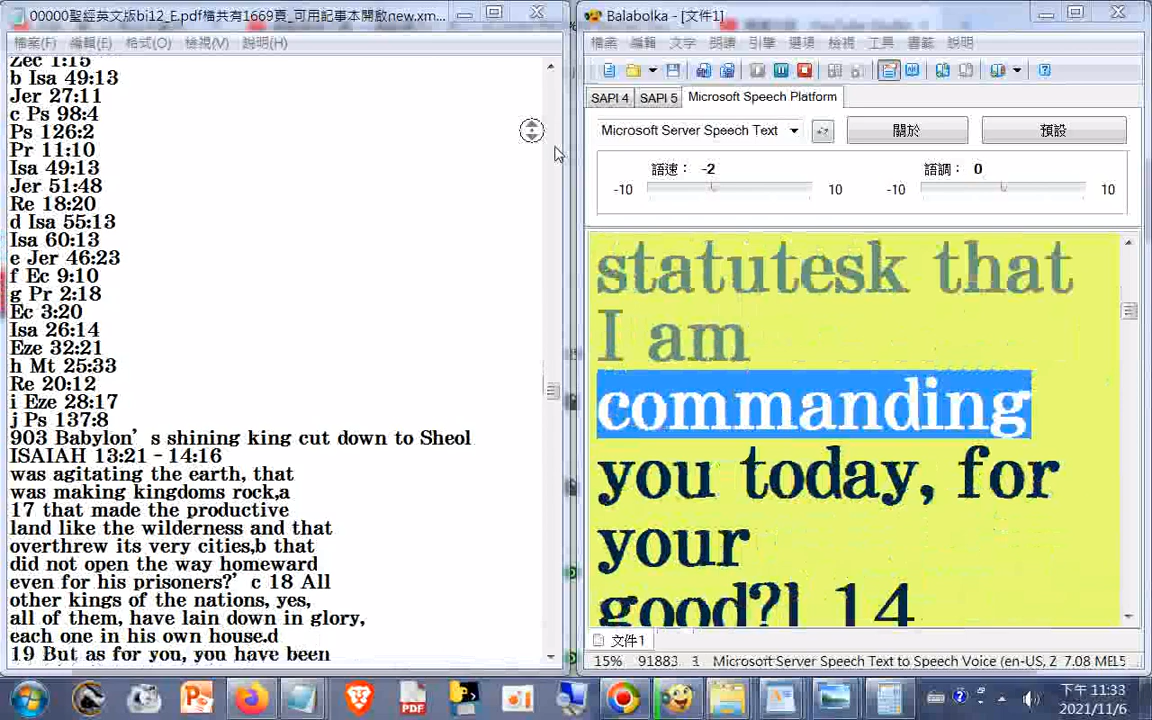 00000聖經英文版bi12_E.pdf檔共有1669頁_可用記事本開啟new.xm...
檔案(F) 編輯(E) 格式(O) 檢視(V) 說明(H)
Zec 1:15
b Isa 49:13
Jer 27:11
c Ps 98:4
Ps 126:2
Pr 11:10
Isa 49:13
Jer 51:48
Re 18:20
d Isa 55:13
Isa 60:13
e Jer 46:23
f Ec 9:10
g Pr 2:18
Ec 3:20
Isa 26:14
Eze 32:21
h Mt 25:33
Re 20:12
i Eze 28:17
j Ps 137:8
903 Babylon's shining king cut down to Sheol
ISAIAH 13:21 - 14:16
was agitating the earth, that
was making kingdoms rock,a
17 that made the productive
land like the wilderness and that
overthrew its very cities,b that
did not open the way homeward
even for his prisoners?' c 18 All
other kings of the nations, yes,
all of them, have lain down in glory,
each one in his own house.d
19 But as for you, you have been
Balabolka - [文件1]
檔案 編輯 文字 朗讀 引擎 選項 檢視 工具 書籤 說明
SAPI 4 SAPI 5 Microsoft Speech Platform
Microsoft Server Speech Text 關於 預設
語速： -2 語調： 0
-10 10 -10 10
statutesk that
I am
commanding
you today, for
your
good?l 14
文件1
15% 91883 Microsoft Server Speech Text to Speech Voice (en-US, 2 7.08 ME
PDF
下午 11:33
2021/11/6